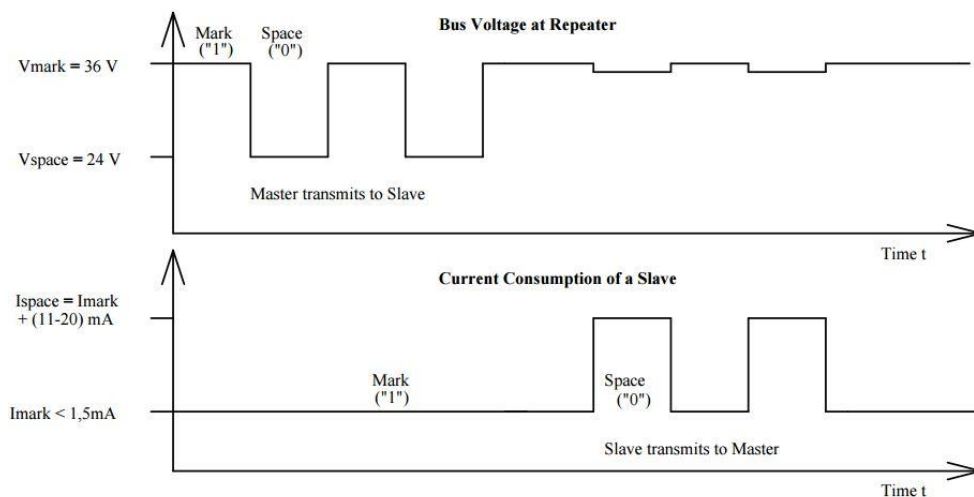 Bus Voltage at Repeater
Mark
("1")
Space
("0")
Vmark = 36 V
Vspace = 24 V
Master transmits to Slave
Time t
Current Consumption of a Slave
Ispace = Imark
+ (11-20) mA
Mark
("1")
Space
("0")
Imark < 1,5mA
Slave transmits to Master
Time t